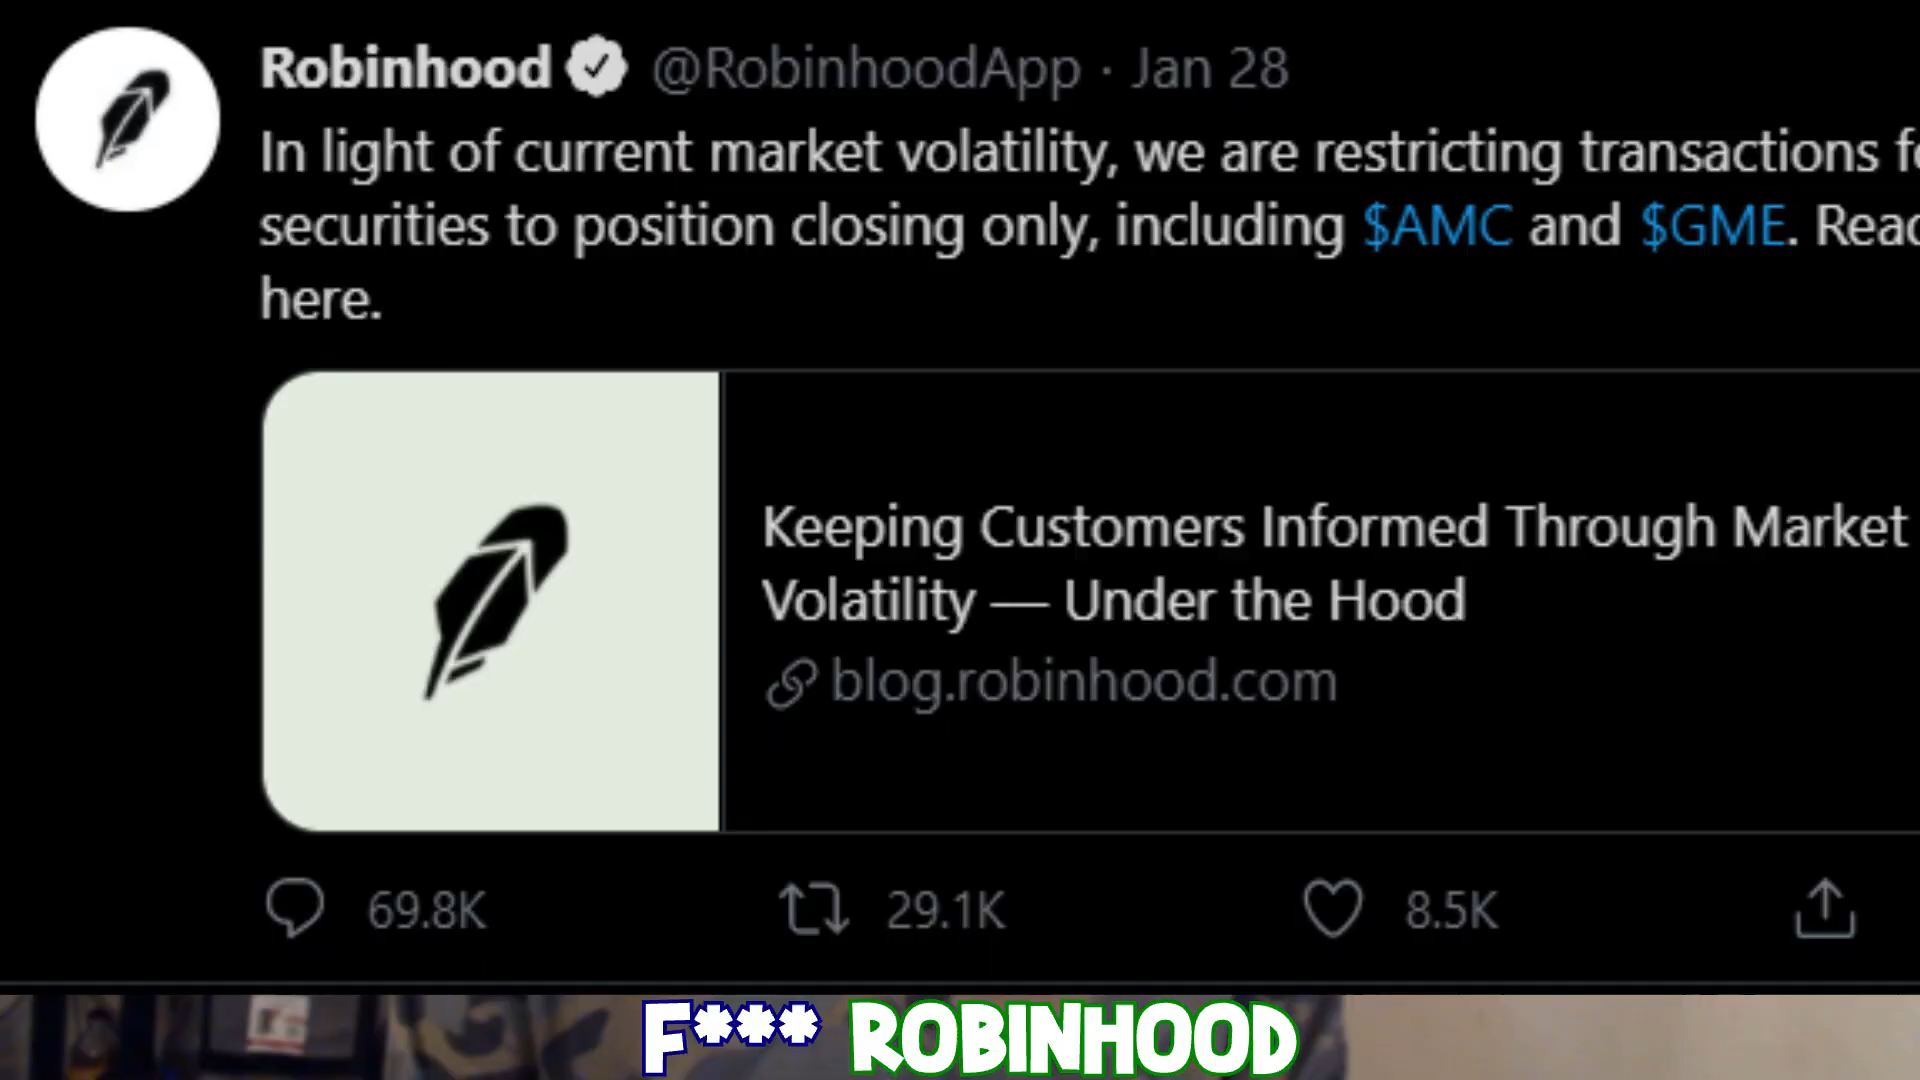 Robinhood @RobinhoodApp · Jan 28
In light of current market volatility, we are restricting transactions
securities to position closing only, including $AMC and $GME.
here.
Keeping Customers Informed Through Market
Volatility — Under the Hood
blog.robinhood.com
69.8K 29.1K 8.5K
F*** ROBINHOOD